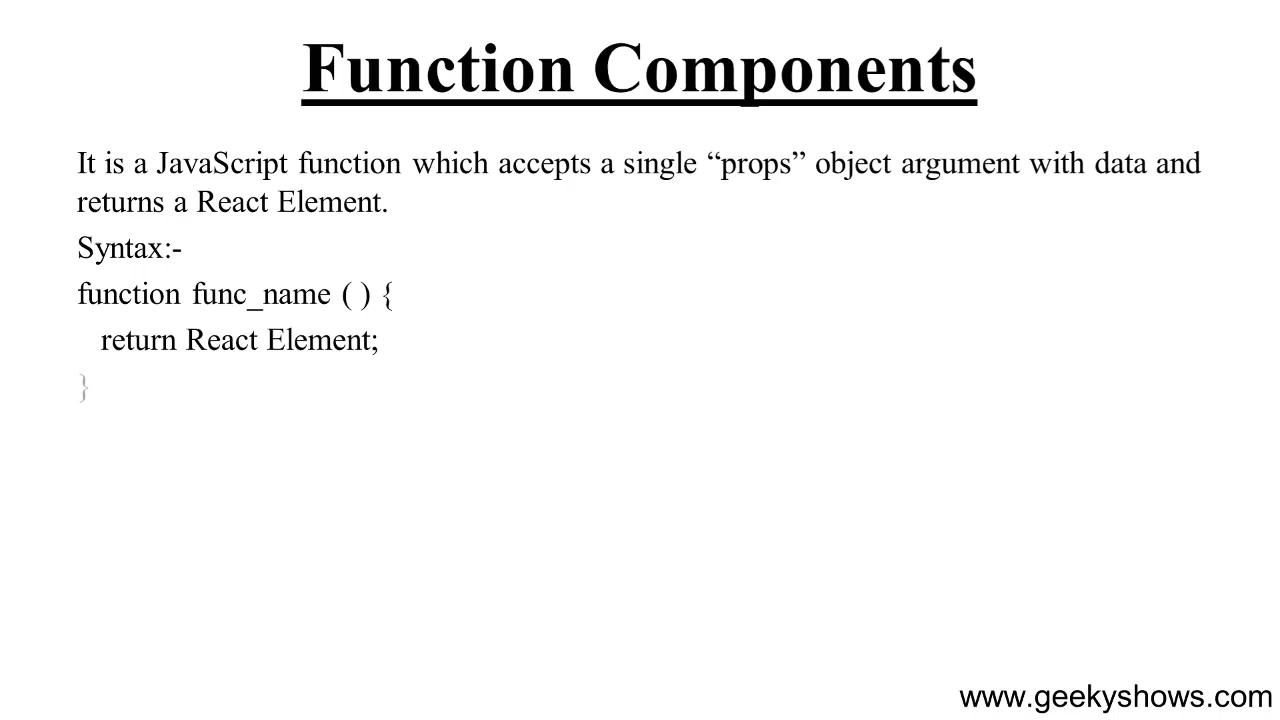 Function Components
It is a JavaScript function which accepts a single “props” object argument with data and
returns a React Element.
Syntax:-
function func_name ( ) {
return React Element;
}
www.geekyshows.com